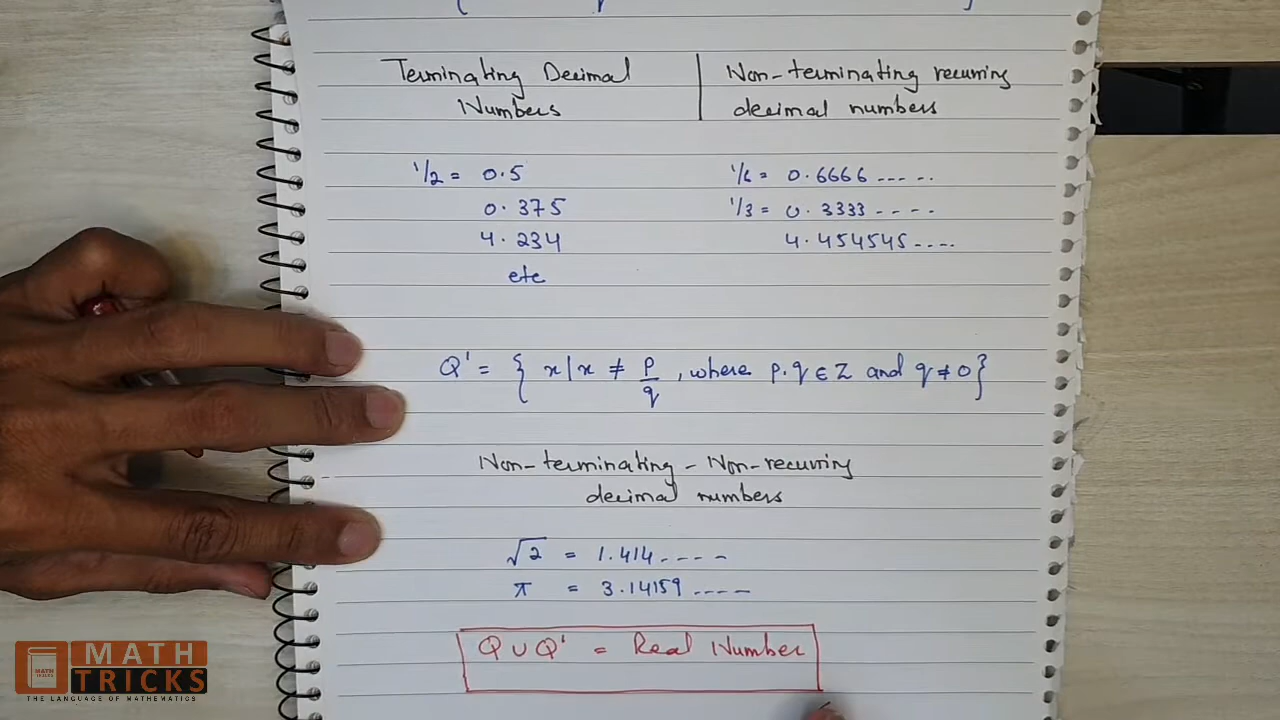 Terminating Decimal
Numbers
Non-terminating recurring
decimal numbers
1/2 = 0.5
0.375
4.234
etc
1/6 = 0.6666-----
1/3 = 0.3333----
4.454545----
Q' = { x/x ≠ p/q , where p.q ∈ Z and q ≠ 0}
Non-terminating - Non-recurring
decimal numbers
√2 = 1.414----
π = 3.14159----
Q ∪ Q' = Real Number
MATH
TRICKS
MATH
TRICKS
THE LANGUAGE OF MATHEMATICS